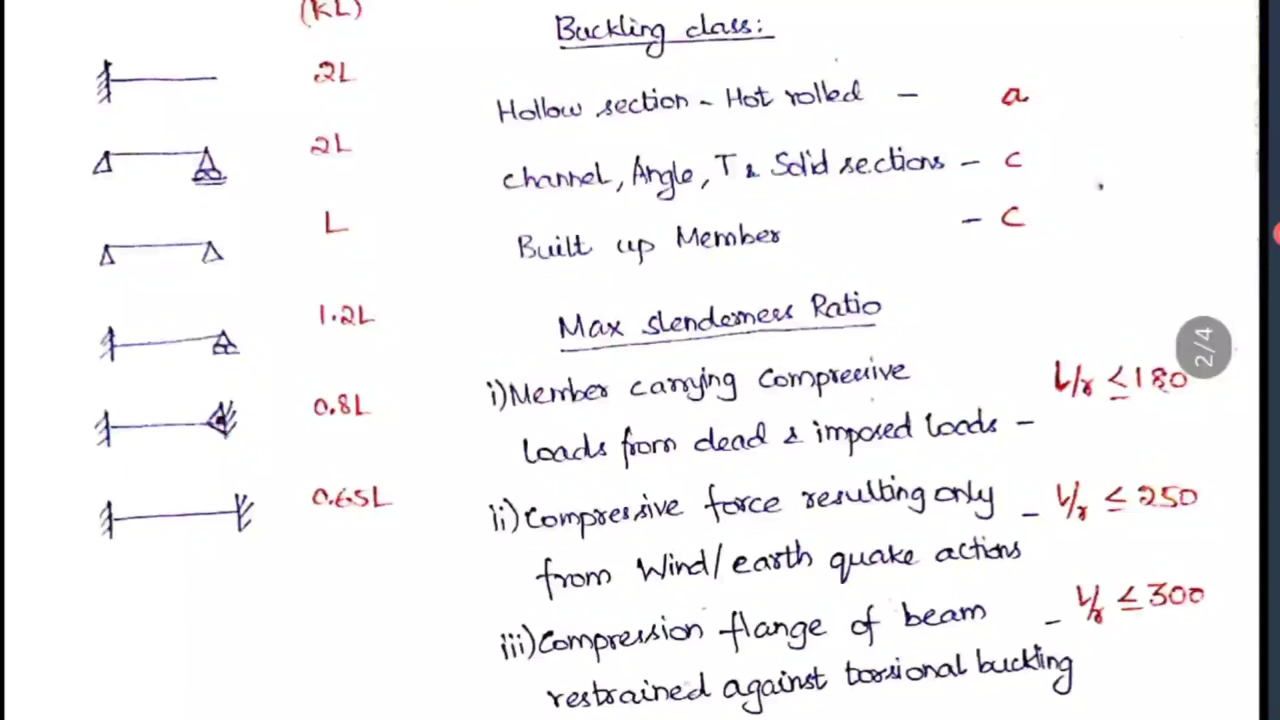 (KL)
2L
2L
L
1.2L
0.8L
0.65L
Buckling class:
Hollow section - Hot rolled - a
Channel, Angle, T & Solid sections - C
Built up Member - C
Max slenderness Ratio
i) Member carrying compressive L/r ≤ 180
loads from dead & imposed loads -
ii) Compressive force resulting only - L/r ≤ 250
from Wind/earth quake actions
iii) Compression flange of beam - L/r ≤ 300
restrained against torsional buckling
2/4